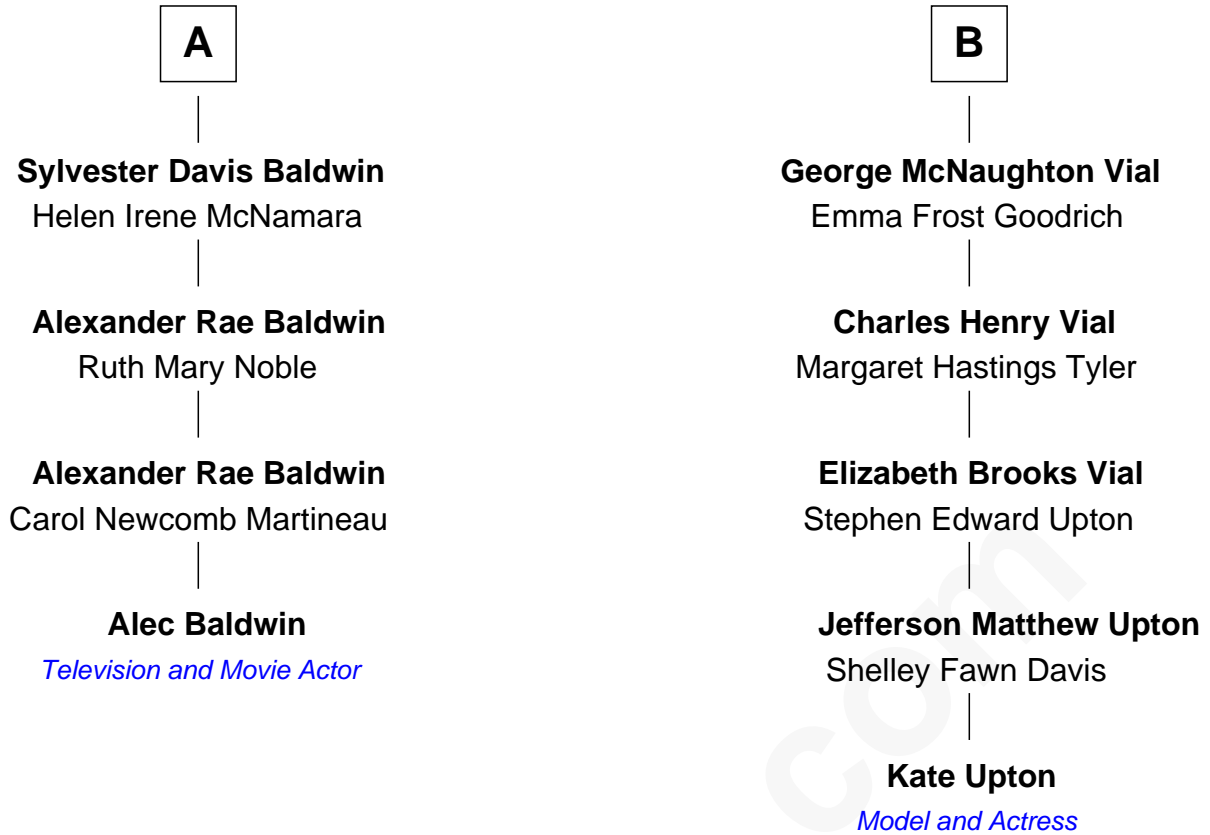 A
Sylvester Davis Baldwin
Helen Irene McNamara
Alexander Rae Baldwin
Ruth Mary Noble
Alexander Rae Baldwin
Carol Newcomb Martineau
Alec Baldwin
Television and Movie Actor
B
George McNaughton Vial
Emma Frost Goodrich
Charles Henry Vial
Margaret Hastings Tyler
Elizabeth Brooks Vial
Stephen Edward Upton
Jefferson Matthew Upton
Shelley Fawn Davis
Kate Upton
Model and Actress
com